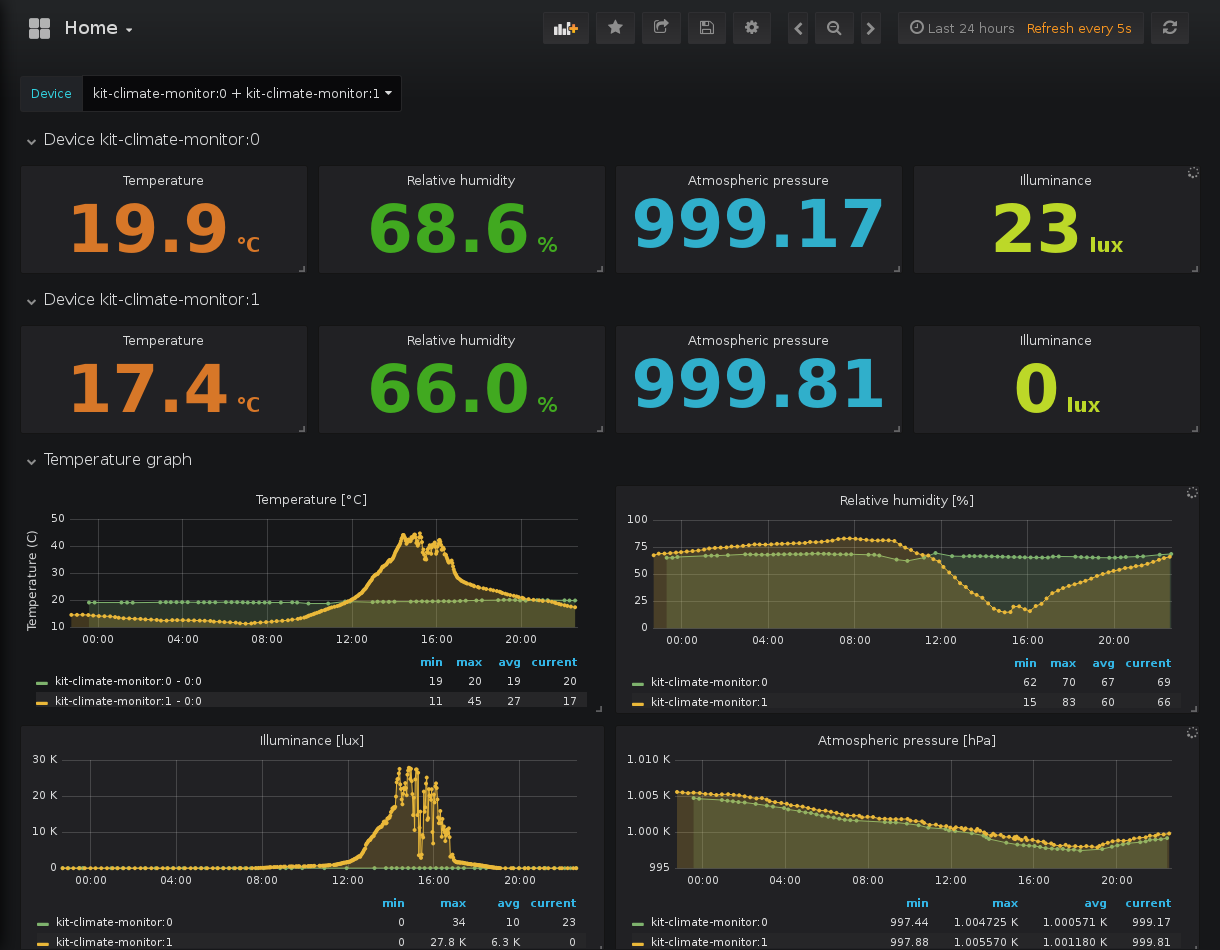 Home
Last 24 hours Refresh every 5s
Device kit-climate-monitor:0 + kit-climate-monitor:1
Device kit-climate-monitor:0
Temperature Relative humidity Atmospheric pressure Illuminance
19.9 °C 68.6 % 999.17 23 lux
Device kit-climate-monitor:1
Temperature Relative humidity Atmospheric pressure Illuminance
17.4 °C 66.0 % 999.81 0 lux
Temperature graph
Temperature [°C]
Temperature (C)
50
40
30
20
10
00:00 04:00 08:00 12:00 16:00 20:00
min max avg current
kit-climate-monitor:0 - 0:0 19 20 19 20
kit-climate-monitor:1 - 0:0 11 45 27 17
Relative humidity [%]
100
75
50
25
0
00:00 04:00 08:00 12:00 16:00 20:00
min max avg current
kit-climate-monitor:0 62 70 67 69
kit-climate-monitor:1 15 83 60 66
Illuminance [lux]
30 K
20 K
10 K
0
00:00 04:00 08:00 12:00 16:00 20:00
min max avg current
kit-climate-monitor:0 0 34 10 23
kit-climate-monitor:1 0 27.8 K 6.3 K 0
Atmospheric pressure [hPa]
1.010 K
1.005 K
1.000 K
995
00:00 04:00 08:00 12:00 16:00 20:00
min max avg current
kit-climate-monitor:0 997.44 1.004725 K 1.000571 K 999.17
kit-climate-monitor:1 997.88 1.005570 K 1.001180 K 999.81